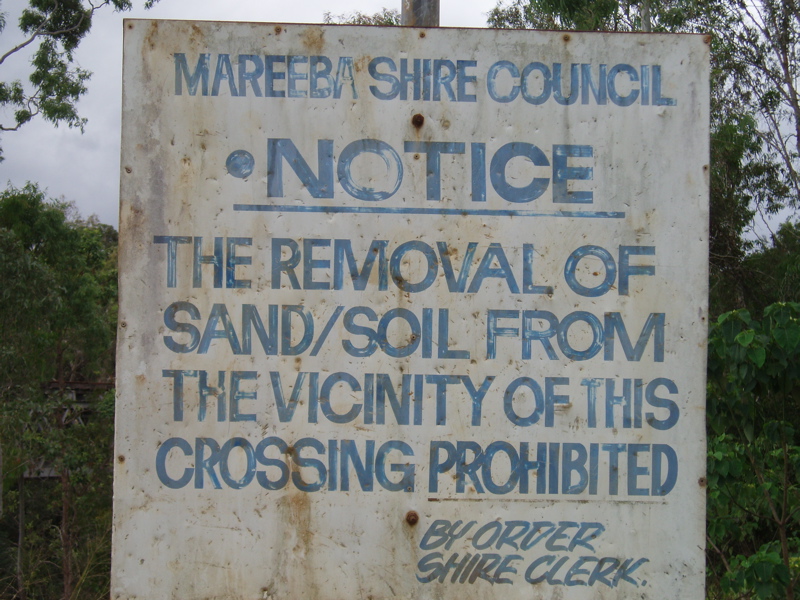 MAREEBA SHIRE COUNCIL
•NOTICE
THE REMOVAL OF
SAND/SOIL FROM
THE VICINITY OF THIS
CROSSING PROHIBITED
BY ORDER
SHIRE CLERK.